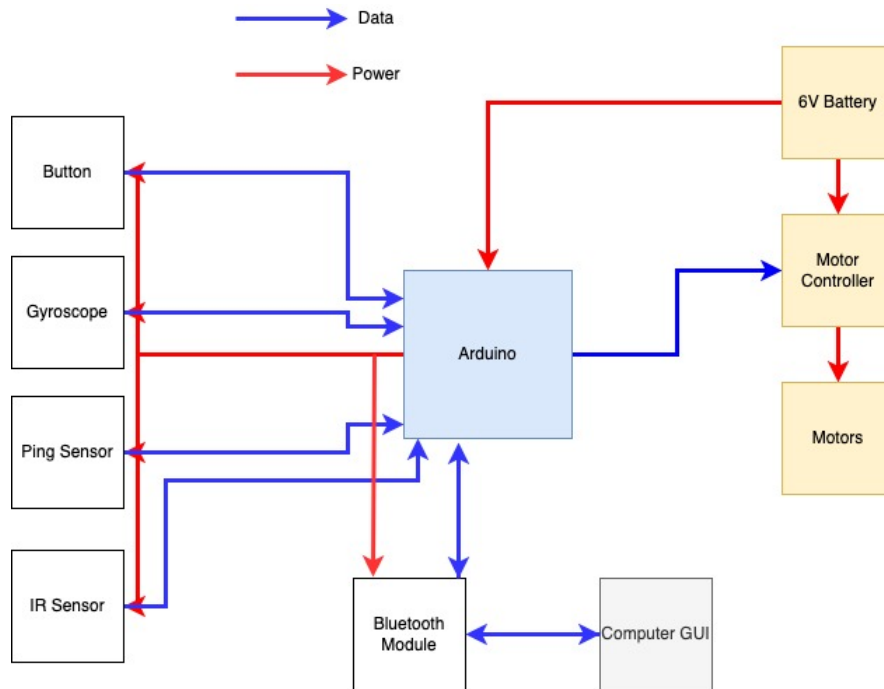 Data
Power
6V Battery
Button
Motor
Controller
Gyroscope
Arduino
Motors
Ping Sensor
IR Sensor
Bluetooth
Module
Computer GUI